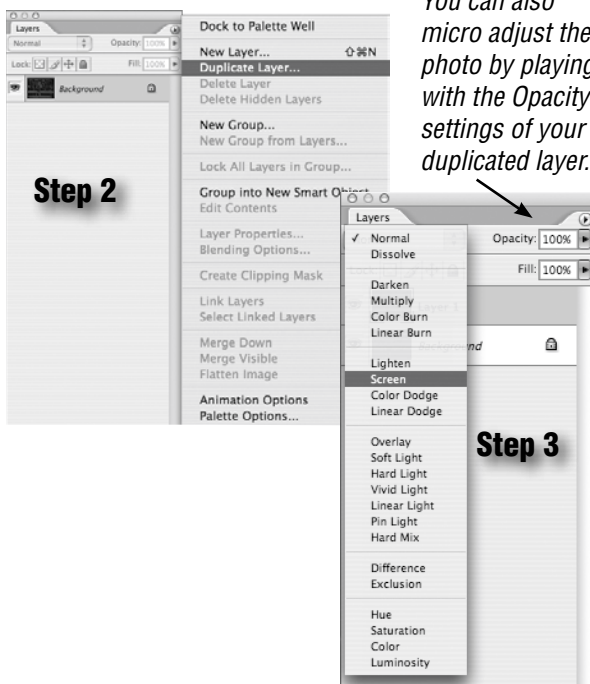 You can also
micro adjust the
photo by playing
with the Opacity
settings of your
duplicated layer.
Layers
Normal
Opacity: 100%
Lock:
Fill: 100%
Background
Step 2
Dock to Palette Well
New Layer... ⇧⌘N
Duplicate Layer...
Delete Layer
Delete Hidden Layers
New Group...
New Group from Layers...
Lock All Layers in Group...
Group into New Smart Object...
Edit Contents
Layer Properties...
Blending Options...
Create Clipping Mask
Link Layers
Select Linked Layers
Merge Down
Merge Visible
Flatten Image
Animation Options
Palette Options...
Layers
✓ Normal
Opacity: 100%
Dissolve
Fill: 100%
Darken
Multiply
Color Burn
Linear Burn
Lighten
Screen
Color Dodge
Linear Dodge
Overlay
Soft Light
Hard Light
Vivid Light
Linear Light
Pin Light
Hard Mix
Difference
Exclusion
Hue
Saturation
Color
Luminosity
Step 3